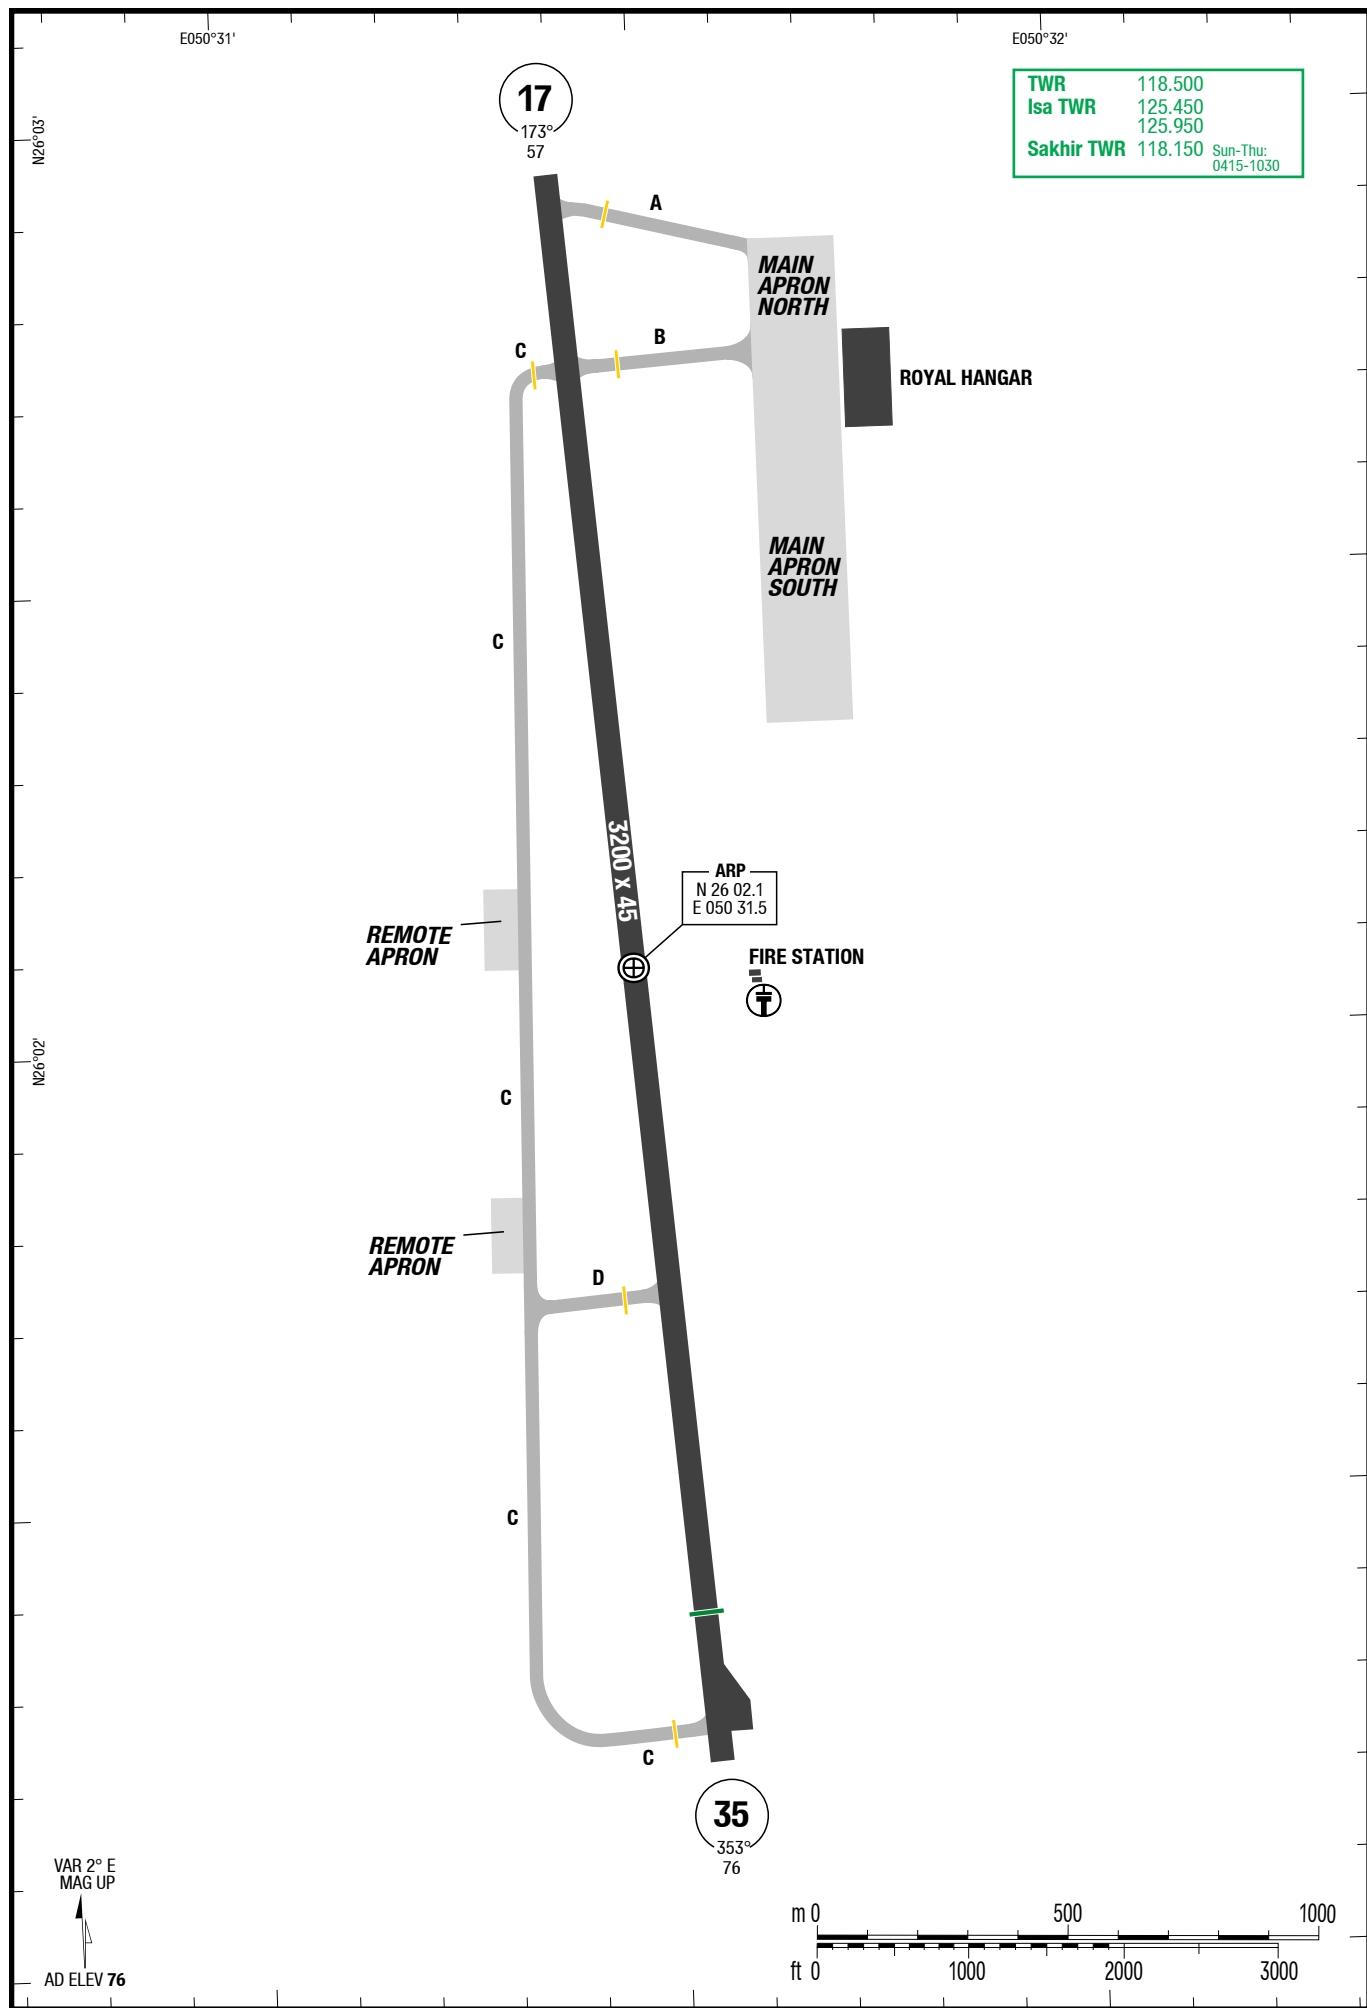 E050°31'
E050°32'
TWR 118.500
Isa TWR 125.450
125.950
Sakhir TWR 118.150 Sun-Thu:
0415-1030
17
173°
57
N26°03'
A
MAIN
APRON
NORTH
B
C
ROYAL HANGAR
MAIN
APRON
SOUTH
C
3200 x 45
ARP
N 26 02.1
E 050 31.5
REMOTE
APRON
FIRE STATION
N26°02'
C
REMOTE
APRON
D
C
C
35
353°
76
VAR 2° E
MAG UP
AD ELEV 76
m 0 500 1000
ft 0 1000 2000 3000